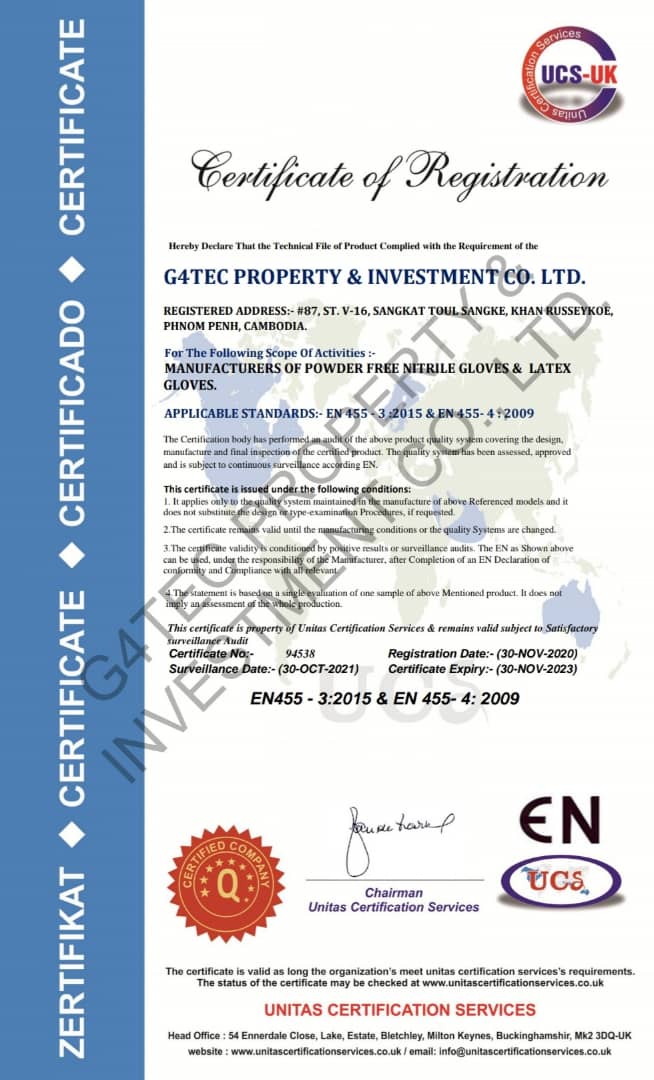 ZERTIFIKAT ◆ CERTIFICATE ◆ CERTIFICADO ◆ CERTIFICATE
Unitas Certification Services
UCS-UK
Certificate of Registration
Hereby Declare That the Technical File of Product Complied with the Requirement of the
G4TEC PROPERTY & INVESTMENT CO. LTD.
REGISTERED ADDRESS:- #87, ST. V-16, SANGKAT TOUL SANGKE, KHAN RUSSEYKOE,
PHNOM PENH, CAMBODIA.
For The Following Scope Of Activities :-
MANUFACTURERS OF POWDER FREE NITRILE GLOVES & LATEX
GLOVES.
APPLICABLE STANDARDS:- EN 455 - 3 :2015 & EN 455- 4 : 2009
The Certification body has performed an audit of the above product quality system covering the design,
manufacture and final inspection of the certified product. The quality system has been assessed, approved
and is subject to continuous surveillance according EN.
This certificate is issued under the following conditions:
1. It applies only to the quality system maintained in the manufacture of above Referenced models and it
does not substitute the design or type-examination Procedures, if requested.
2.The certificate remains valid until the manufacturing conditions or the quality Systems are changed.
3.The certificate validity is conditioned by positive results or surveillance audits. The EN as Shown above
can be used, under the responsibility of the Manufacturer, after Completion of an EN Declaration of
conformity and Compliance with all relevant
4.The statement is based on a single evaluation of one sample of above Mentioned product. It does not
imply an assessment of the whole production.
This certificate is property of Unitas Certification Services & remains valid subject to Satisfactory
surveillance Audit
Certificate No:- 94538 Registration Date:- (30-NOV-2020)
Surveillance Date:- (30-OCT-2021) Certificate Expiry:- (30-NOV-2023)
EN455 - 3:2015 & EN 455- 4: 2009
UCS
G4TEC PROPERTY &
INVESTMENT CO. LTD.
CERTIFIED COMPANY
Q
Chairman
Unitas Certification Services
EN
UCS
The certificate is valid as long the organization's meet unitas certification services's requirements.
The status of the certificate may be checked at www.unitascertificationservices.co.uk
UNITAS CERTIFICATION SERVICES
Head Office : 54 Ennerdale Close, Lake, Estate, Bletchley, Milton Keynes, Buckinghamshir, Mk2 3DQ-UK
website : www.unitascertificationservices.co.uk / email: info@unitascertificationservices.co.uk